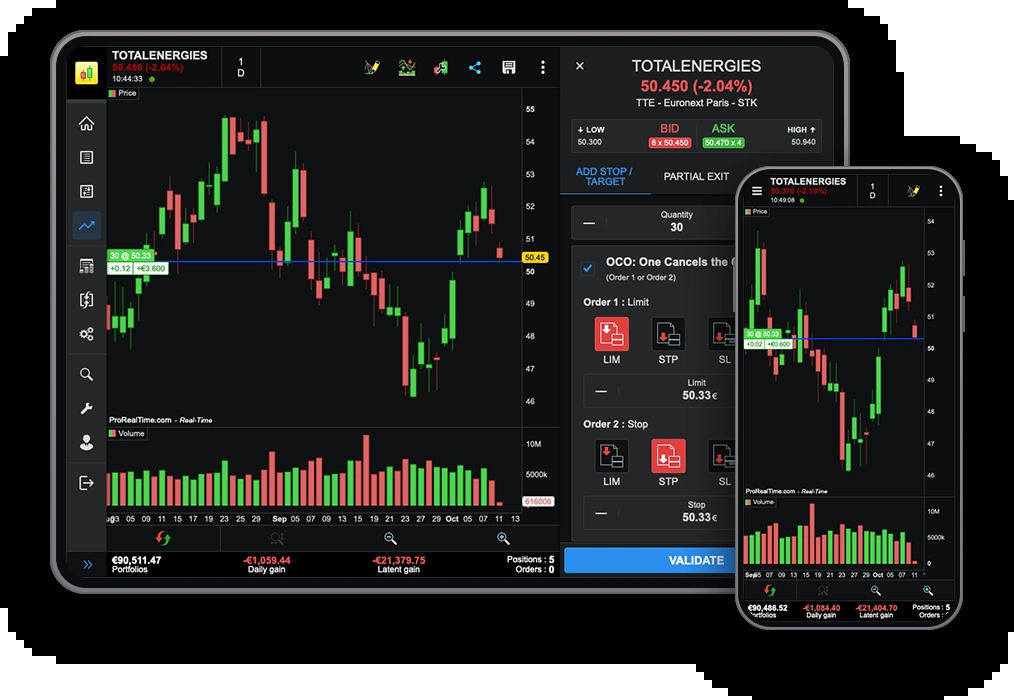 TOTALENERGIES
50.450 (-2.04%)
10:44:33
1
D
Price
55
54
53
52
51
50.45
50
49
48
47
46
30 @ 50.33
+0.12 +€3.600
ProRealTime.com - Real-Time
Volume
10M
5000k
616006
03 05 09 11 15 17 19 23 25 29 Sep 05 07 09 13 15 19 21 23 27 29 Oct 05 07 11 13
€90,511.47
Portfolios
-€1,059.44
Daily gain
-€21,379.75
Latent gain
Positions : 5
Orders : 0
TOTALENERGIES
50.450 (-2.04%)
TTE - Euronext Paris - STK
LOW
50.300
BID
6 x 50.450
ASK
50.470 x 4
HIGH
50.940
ADD STOP /
TARGET
PARTIAL EXIT
Quantity
30
OCO: One Cancels the
(Order 1 or Order 2)
Order 1 : Limit
LIM STP SL
Limit
50.33€
Order 2 : Stop
LIM STP SL
Stop
50.33€
VALIDATE
TOTALENERGIES
50.370 (-2.19%)
10:49:08
1
D
Price
54
53
52
51
50
49
48
47
46
30 @ 50.33
+0.02 +€0.600
ProRealTime.com - Real-Time
Volume
10M
5000k
0
05 07 09 13 15 19 21 23 27 29 Oct 05 07 11
€90,486.52
Portfolios
-€1,084.40
Daily gain
-€21,404.70
Latent gain
Positions : 5
Orders :